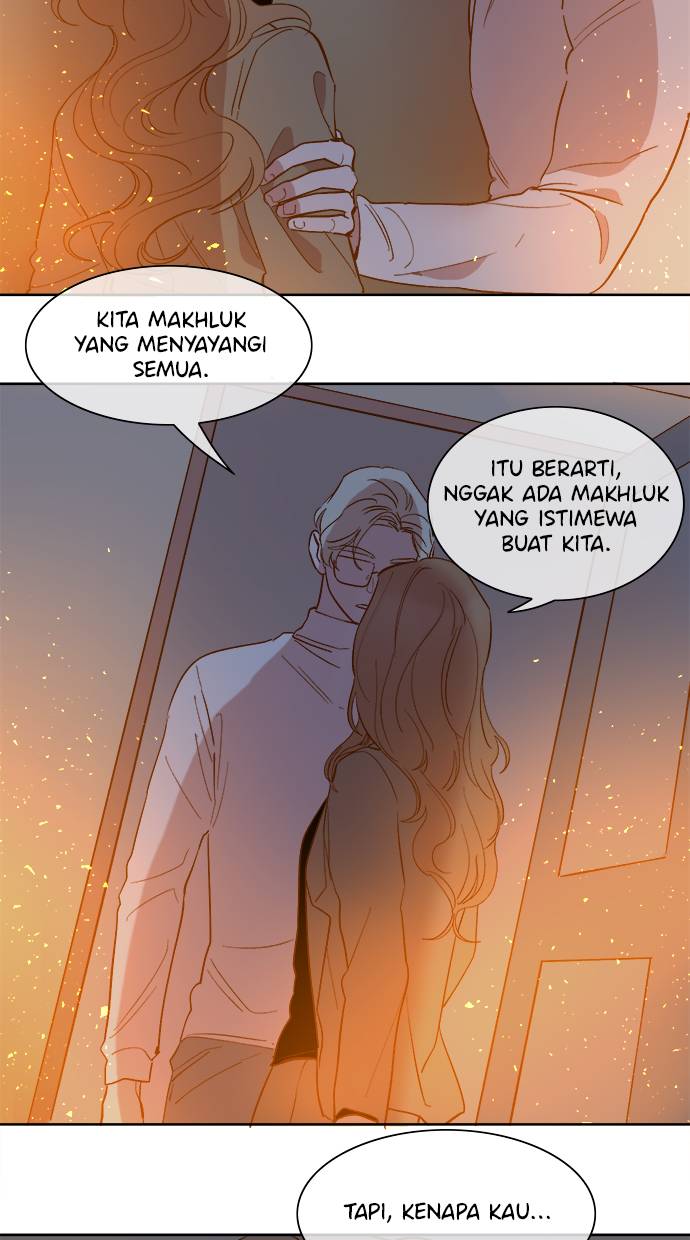 KITA MAKHLUK
YANG MENYAYANGI
SEMUA.
ITU BERARTI,
NGGAK ADA MAKHLUK
YANG ISTIMEWA
BUAT KITA.
TAPI, KENAPA KAU...